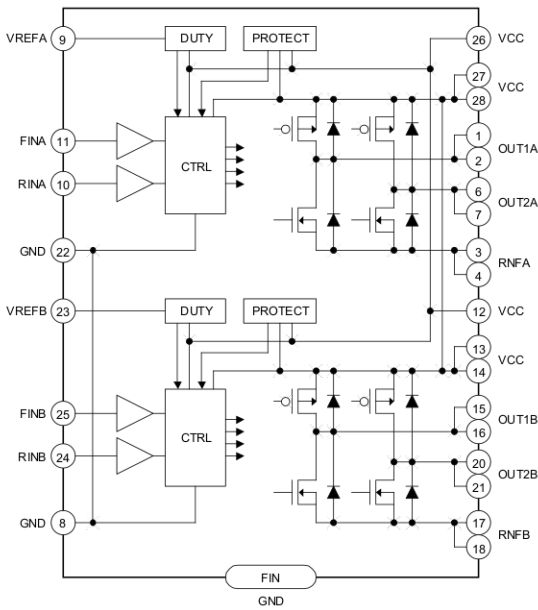 VREFA 9 DUTY PROTECT 26 VCC
27
VCC
28
FINA 11 1
CTRL OUT1A
2
RINA 10
6
OUT2A
7
GND 22 3
RNFA
4
VREFB 23 DUTY PROTECT 12 VCC
13
VCC
14
FINB 25 15
CTRL OUT1B
16
RINB 24 20
OUT2B
21
GND 8 17
RNFB
18
FIN
GND